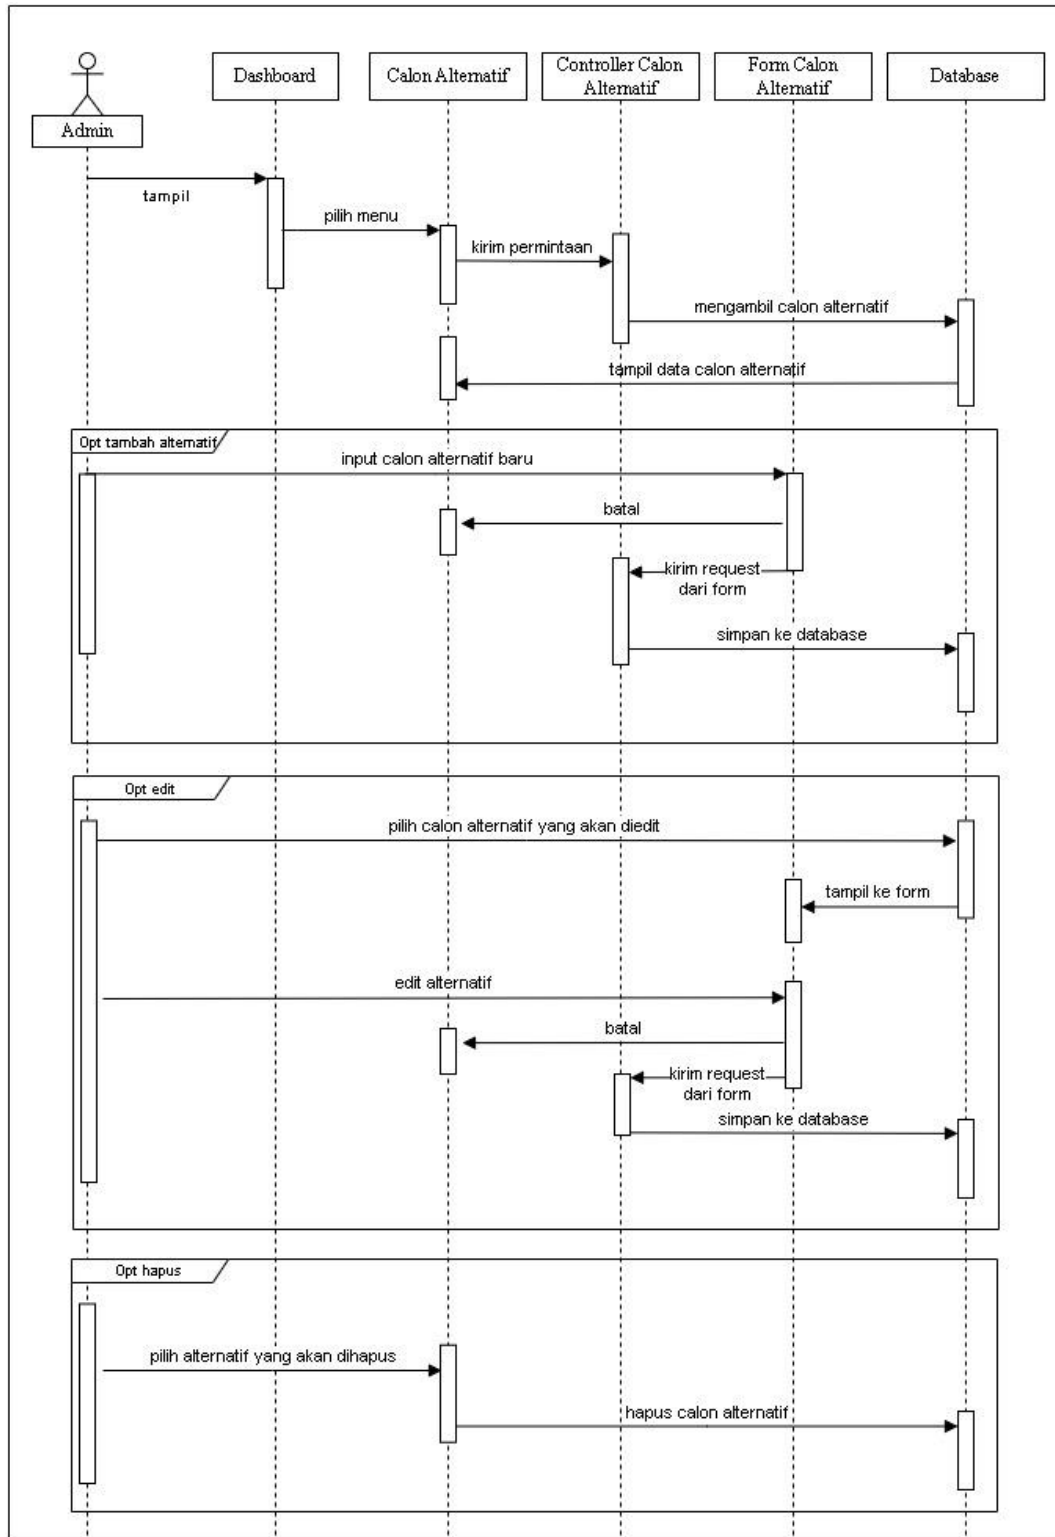 Dashboard
Calon Alternatif
Controller Calon
Alternatif
Form Calon
Alternatif
Database
Admin
tampil
pilih menu
kirim permintaan
mengambil calon alternatif
tampil data calon alternatif
Opt tambah alternatif
input calon alternatif baru
batal
kirim request
dari form
simpan ke database
Opt edit
pilih calon alternatif yang akan diedit
tampil ke form
edit alternatif
batal
kirim request
dari form
simpan ke database
Opt hapus
pilih alternatif yang akan dihapus
hapus calon alternatif